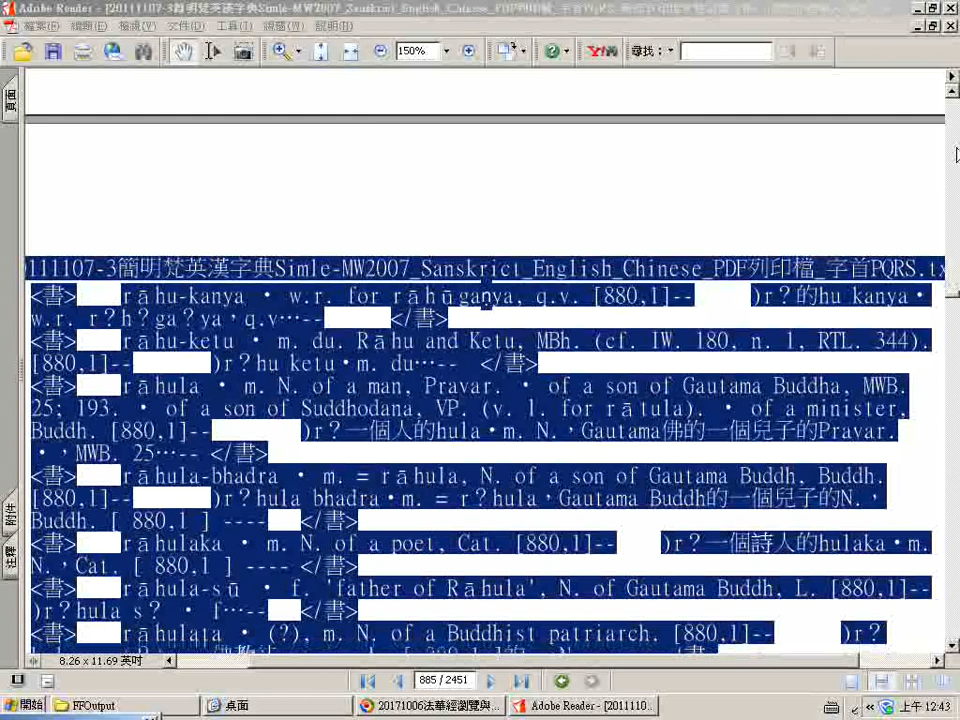 Adobe Reader - [20111107-3簡明梵英漢字典Simle-MW2007_Sanskrict_English_Chinese_PDF列印檔_字首PQRS.
檔案(F) 編輯(E) 檢視(V) 文件(D) 工具(T) 視窗(W) 說明(H)
150% 尋找:
頁面
111107-3簡明梵英漢字典Simle-MW2007_Sanskrict_English_Chinese_PDF列印檔_字首PQRS.tx
<書> rāhu-kanya • w.r. for rāhūgaṇya, q.v. [880,1]-- )r？的hu kanya•
w.r. r？h？ga？ya，q.v…-- </書>
<書> rāhu-ketu • m. du. Rāhu and Ketu, MBh. (cf. IW. 180, n. 1, RTL. 344).
[880,1]-- )r？hu ketu•m. du…-- </書>
<書> rāhula • m. N. of a man, Pravar. • of a son of Gautama Buddha, MWB.
25; 193. • of a son of Suddhodana, VP. (v. l. for rātula). • of a minister,
Buddh. [880,1]-- )r？一個人的hula•m. N.，Gautama佛的一個兒子的Pravar.
•，MWB. 25…-- </書>
<書> rāhula-bhadra • m. = rāhula, N. of a son of Gautama Buddh, Buddh.
[880,1]-- )r？hula bhadra•m. = r？hula，Gautama Buddh的一個兒子的N.，
Buddh. [ 880,1 ] ---- </書>
<書> rāhulaka • m. N. of a poet, Cat. [880,1]-- )r？一個詩人的hulaka•m.
N.，Cat. [ 880,1 ] ---- </書>
<書> rāhula-sū • f. 'father of Rāhula', N. of Gautama Buddh, L. [880,1]--
)r？hula s？ • f…-- </書>
<書> rāhulaṭa • (?), m. N. of a Buddhist patriarch. [880,1]-- )r？
附件
注釋
8.26 x 11.69 英吋
885 / 2451
開始 FFOutput 桌面 20171006法華經瀏覽與... Adobe Reader - [2011110... 上午 12:43